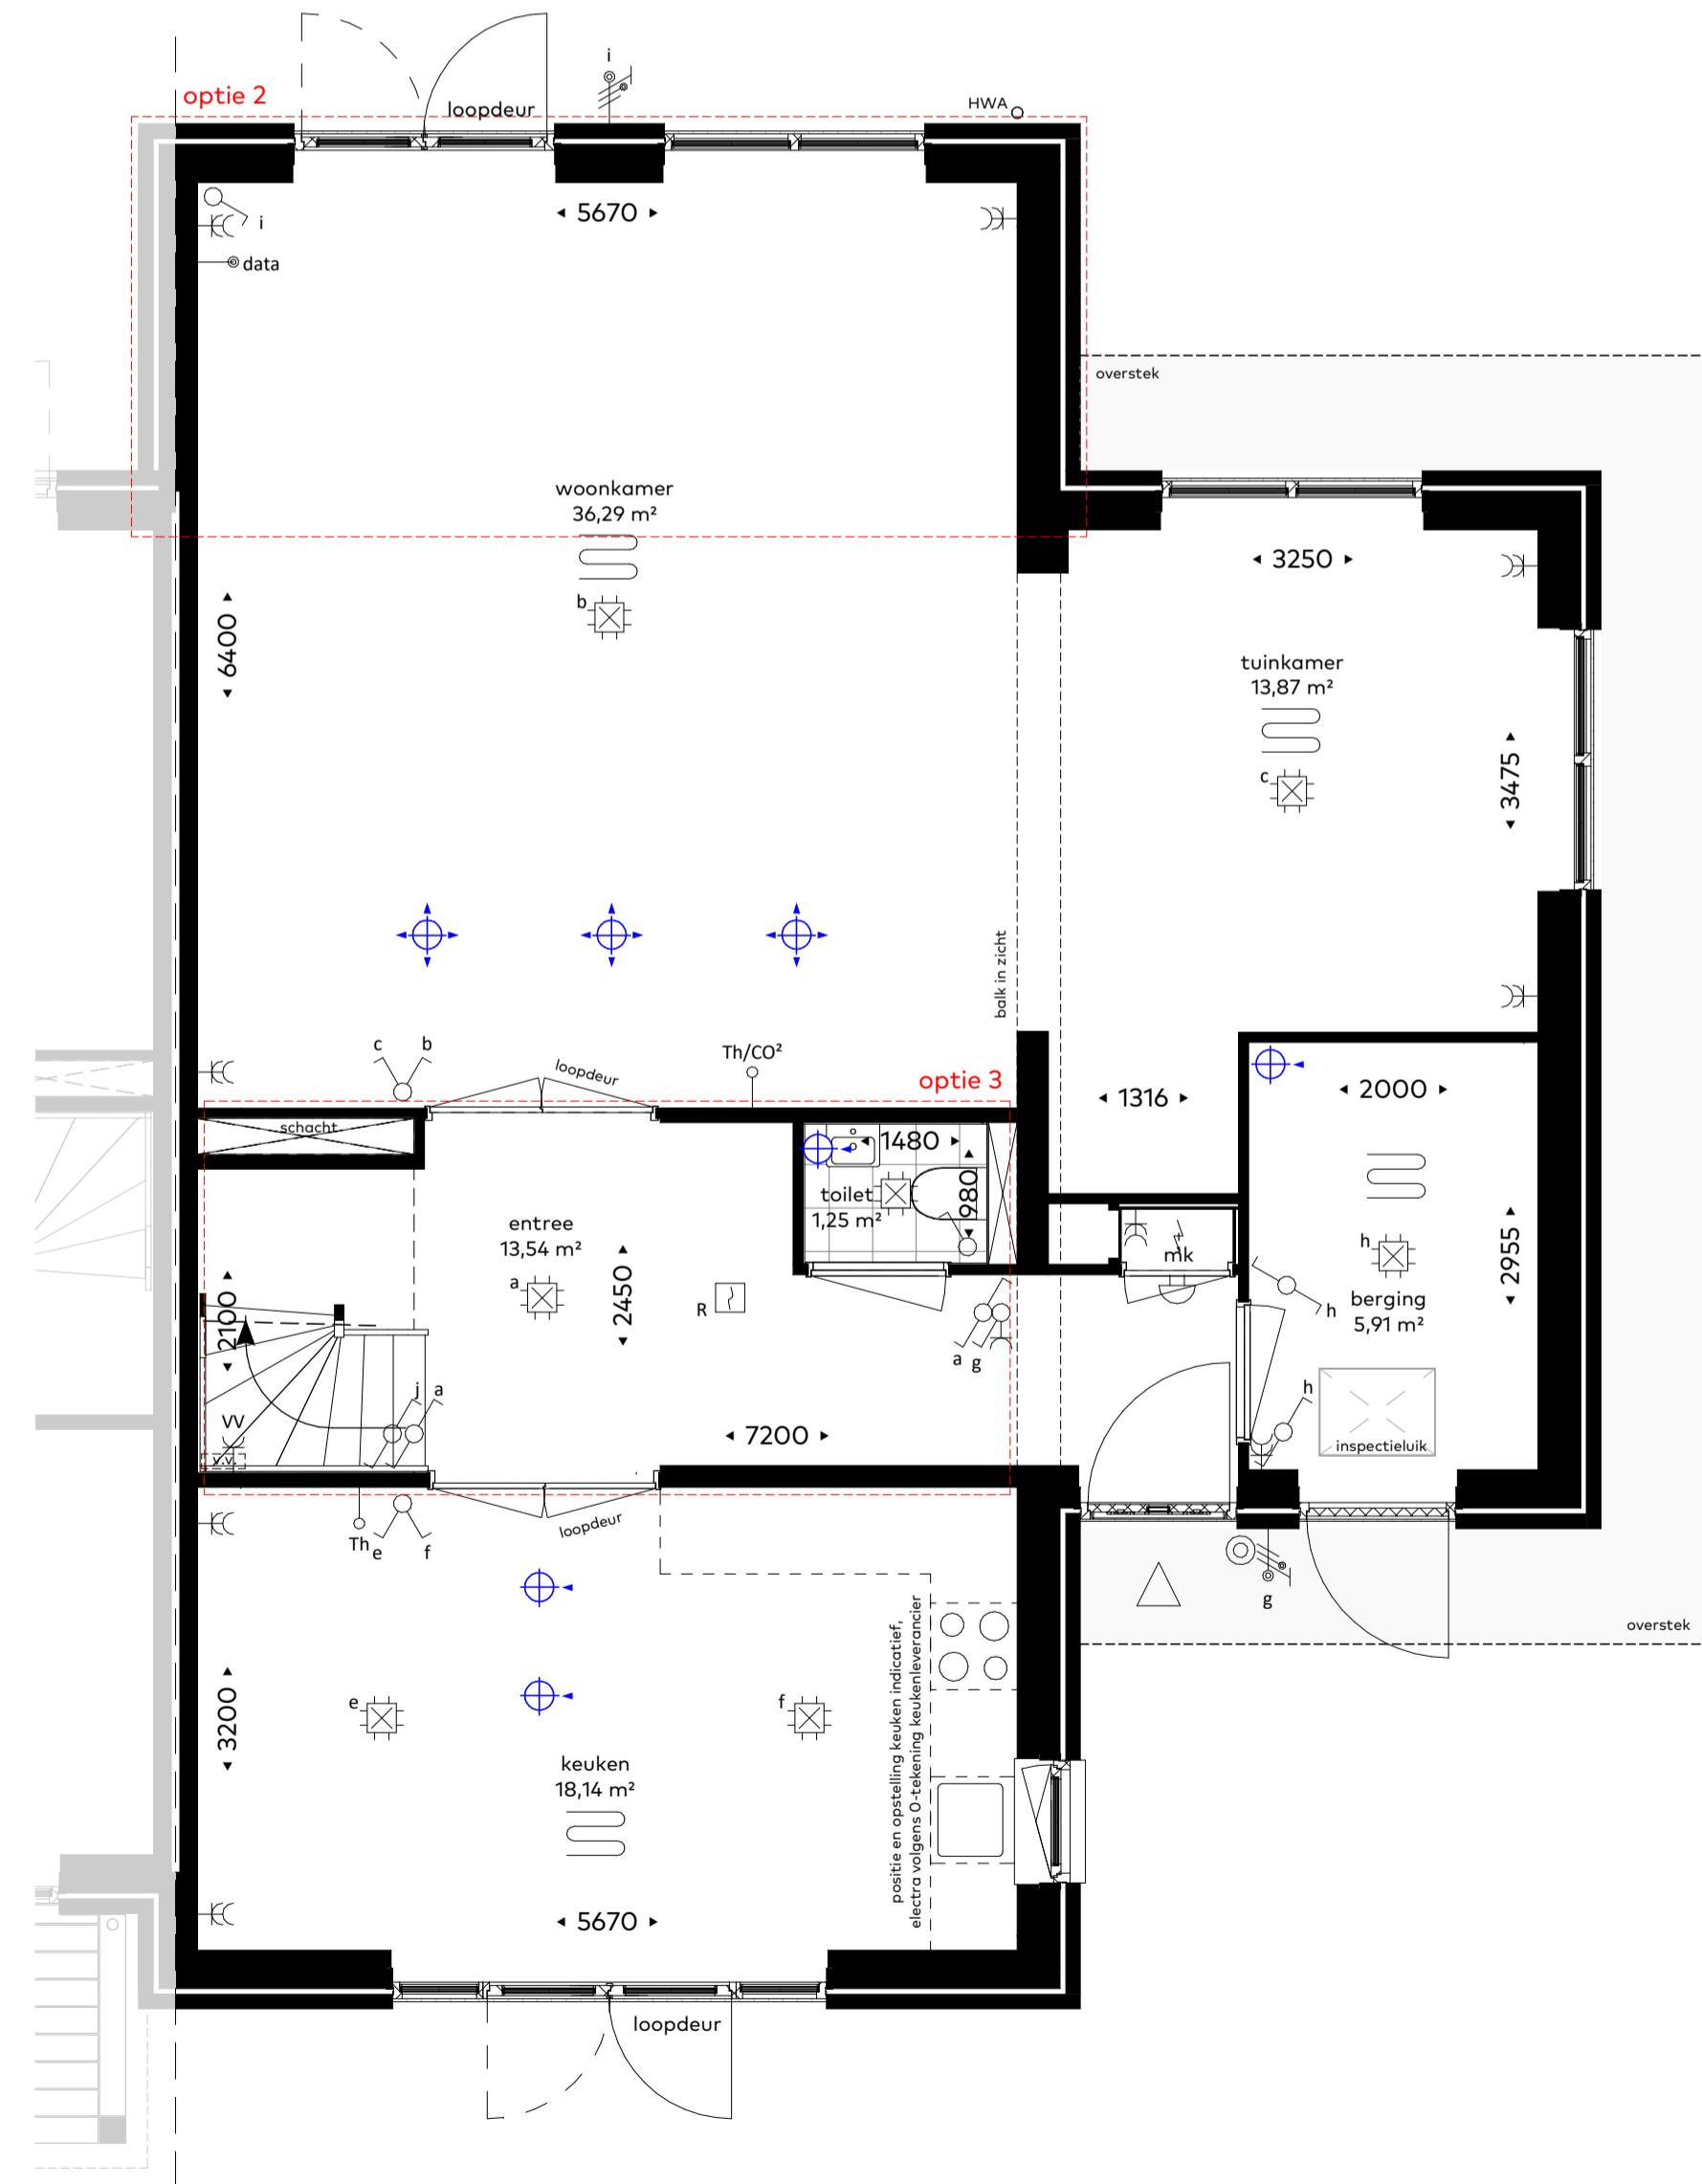 i
optie 2
loopdeur
HWA
5670
i
data
overstek
woonkamer
36,29 m²
3250
b
6400
tuinkamer
13,87 m²
3475
c
balk in zicht
c
b
loopdeur
Th/CO²
optie 3
1316
2000
schacht
1480
980
toilet
1,25 m²
entree
13,54 m²
a
2450
R
mk
h
2955
berging
5,91 m²
h
2100
a
g
j
a
h
VV
v.v.
7200
inspectieluik
Th
e
f
loopdeur
g
overstek
positie en opstelling keuken indicatief,
electra volgens 0-tekening keukenleverancier
3200
e
f
keuken
18,14 m²
5670
loopdeur